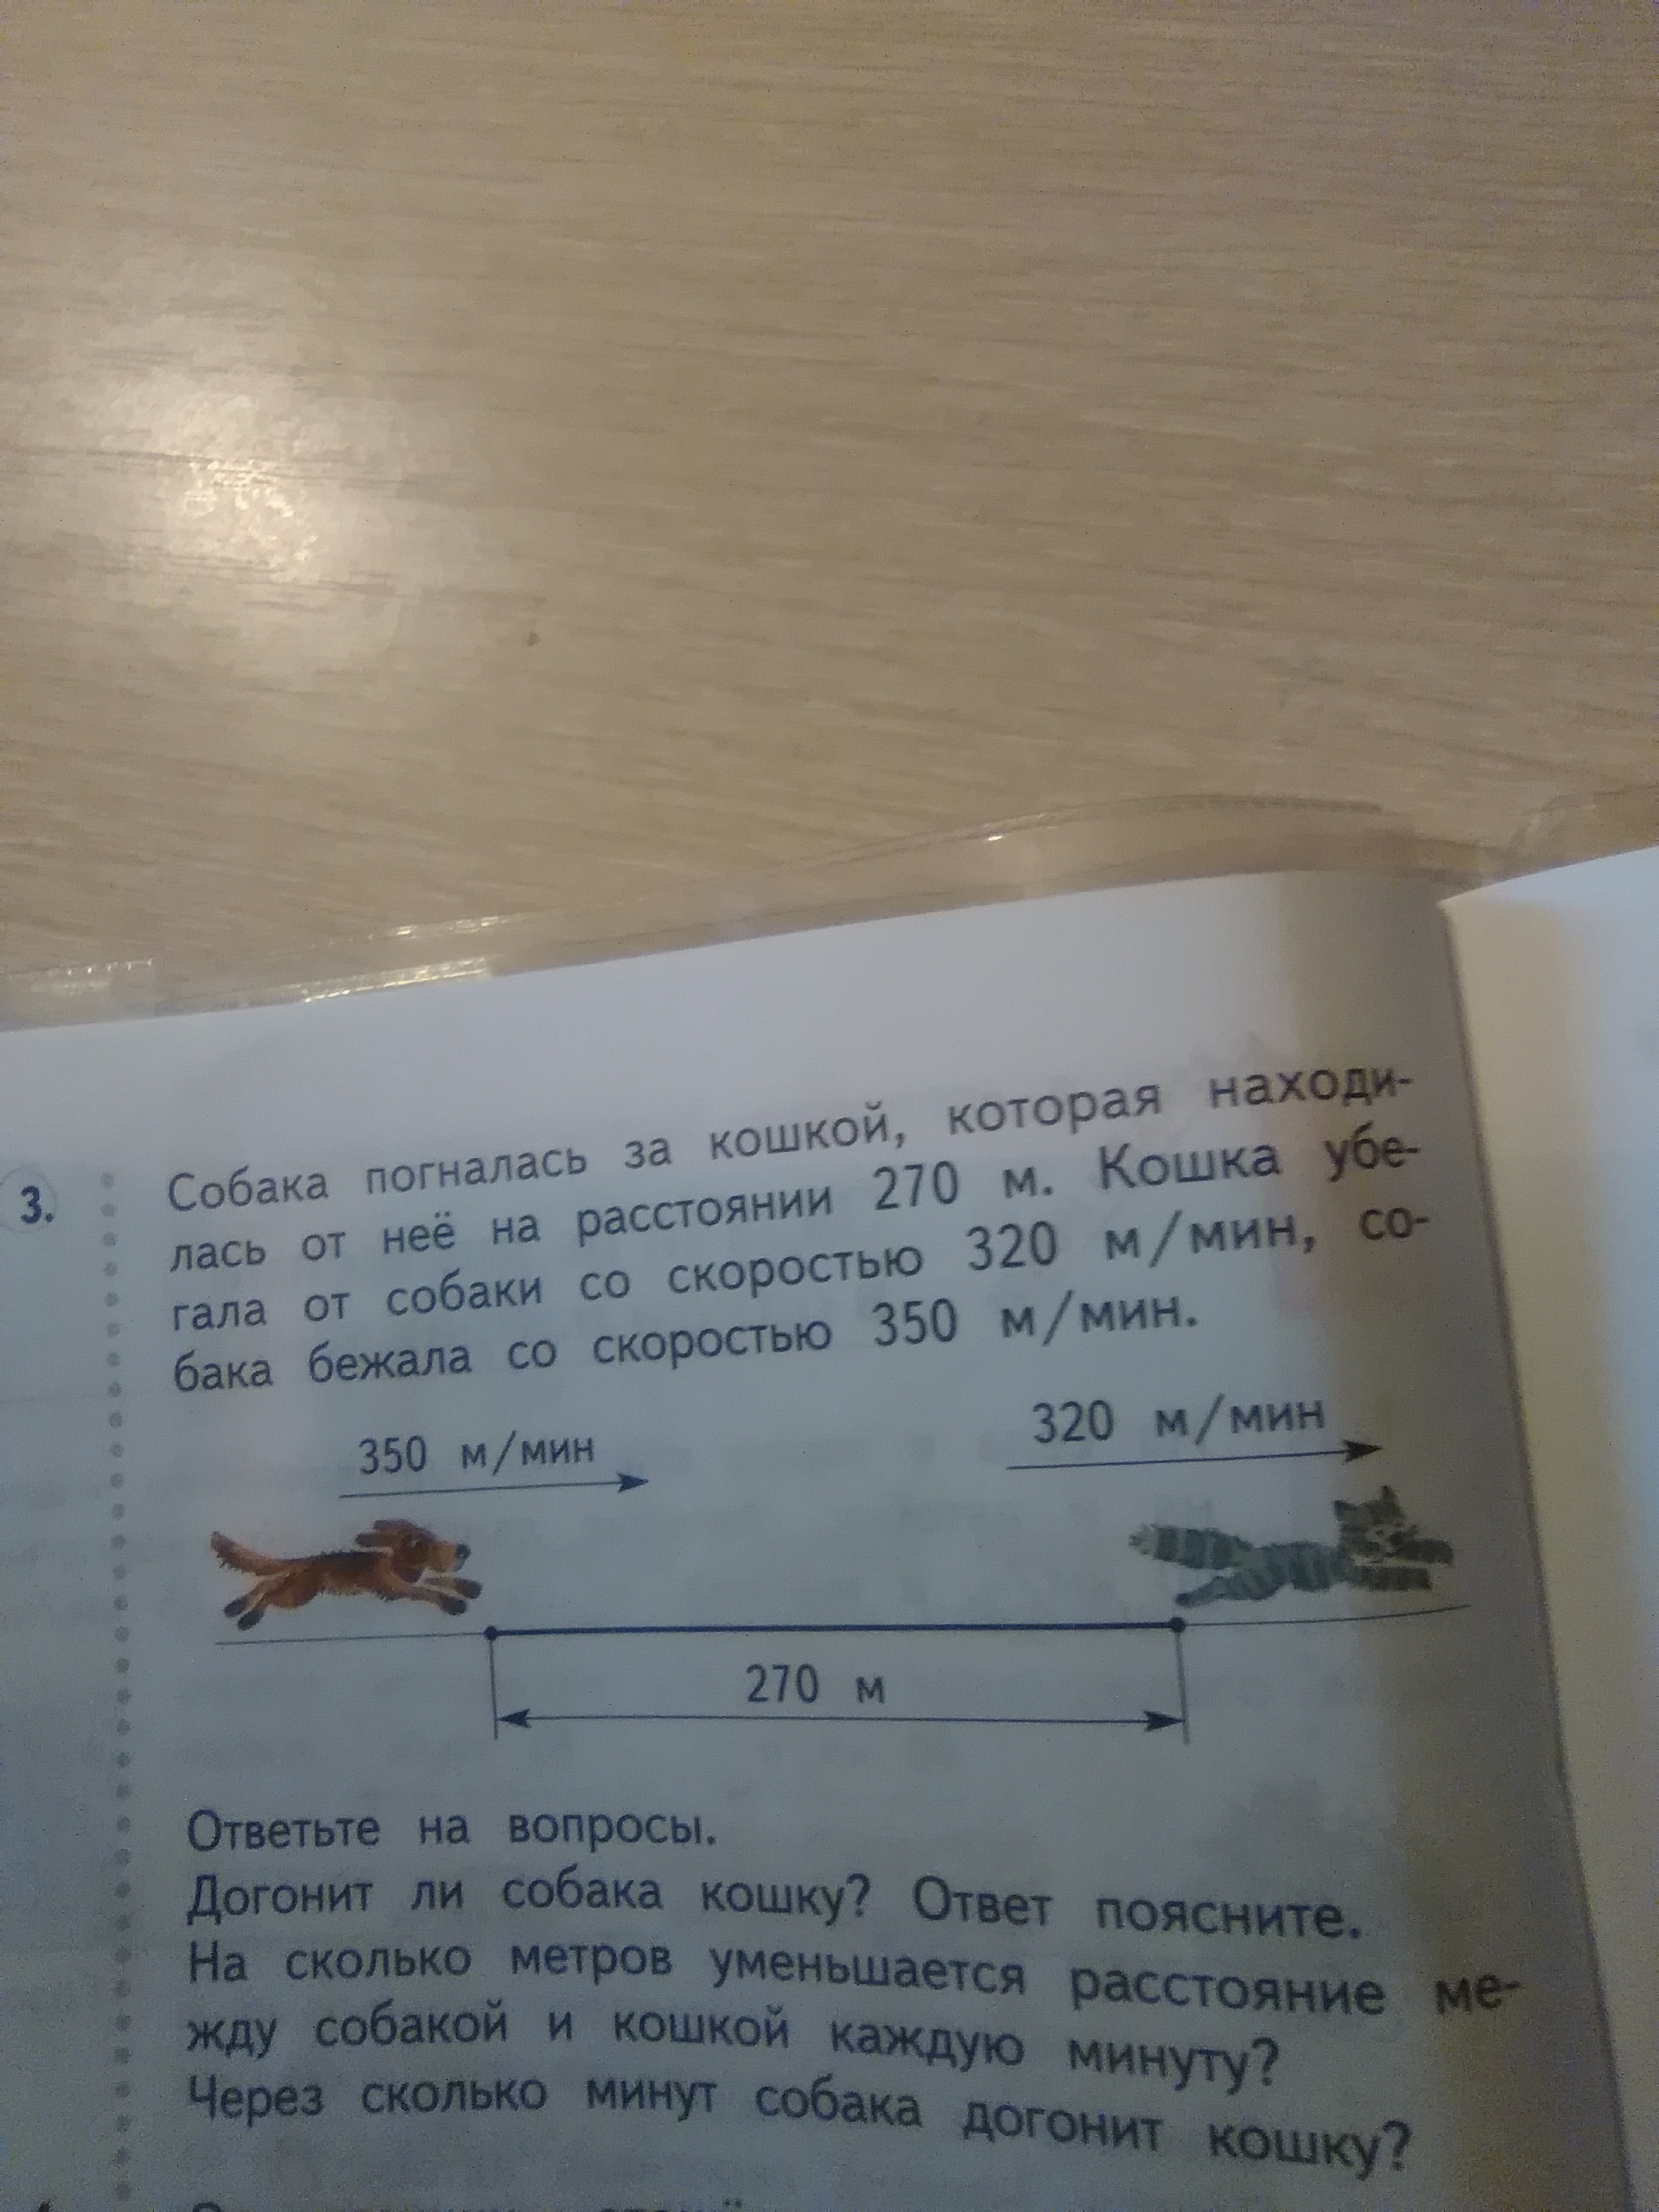 3. Собака погналась за кошкой, которая находи-
лась от неё на расстоянии 270 м. Кошка убе-
гала от собаки со скоростью 320 м/мин, со-
бака бежала со скоростью 350 м/мин.
350 м/мин
320 м/мин
270 м
Ответьте на вопросы.
Догонит ли собака кошку? Ответ поясните.
На сколько метров уменьшается расстояние ме-
жду собакой и кошкой каждую минуту?
Через сколько минут собака догонит кошку?